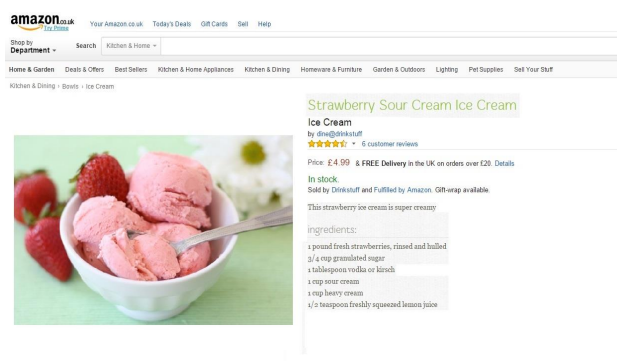 amazon.co.uk
Try Prime
Your Amazon.co.uk Today's Deals Gift Cards Sell Help
Shop by
Department
Search Kitchen & Home
Home & Garden Deals & Offers Best Sellers Kitchen & Home Appliances Kitchen & Dining Homeware & Furniture Garden & Outdoors Lighting Pet Supplies Sell Your Stuff
Kitchen & Dining › Bowls › Ice Cream
Strawberry Sour Cream Ice Cream
Ice Cream
by dine@drinkstuff
6 customer reviews
Price: £4.99 & FREE Delivery in the UK on orders over £20. Details
In stock.
Sold by Drinkstuff and Fulfilled by Amazon. Gift-wrap available.
This strawberry ice cream is super creamy
ingredients:
1 pound fresh strawberries, rinsed and hulled
3/4 cup granulated sugar
1 tablespoon vodka or kirsch
1 cup sour cream
1 cup heavy cream
1/2 teaspoon freshly squeezed lemon juice